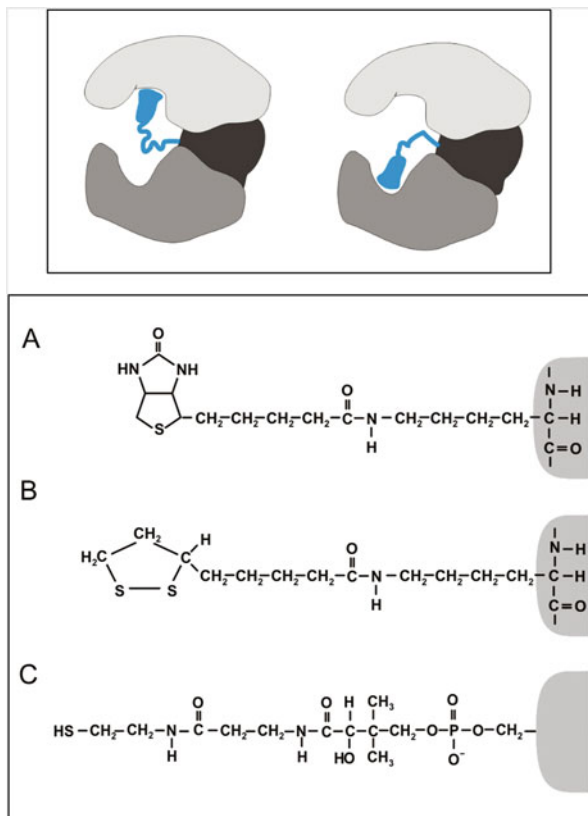 A
O
HN NH
O
N–H
S
CH₂–CH₂–CH₂–CH₂–C–N–CH₂–CH₂–CH₂–CH₂–C–H
H
C=O
B
CH₂
H
H₂C
O
N–H
S–S
CH₂–CH₂–CH₂–CH₂–C–N–CH₂–CH₂–CH₂–CH₂–C–H
H
C=O
C
O O H CH₃ O
HS–CH₂–CH₂–N–C–CH₂–CH₂–N–C–C–C–CH₂–O–P–O–CH₂–
H H HO CH₃ O⁻